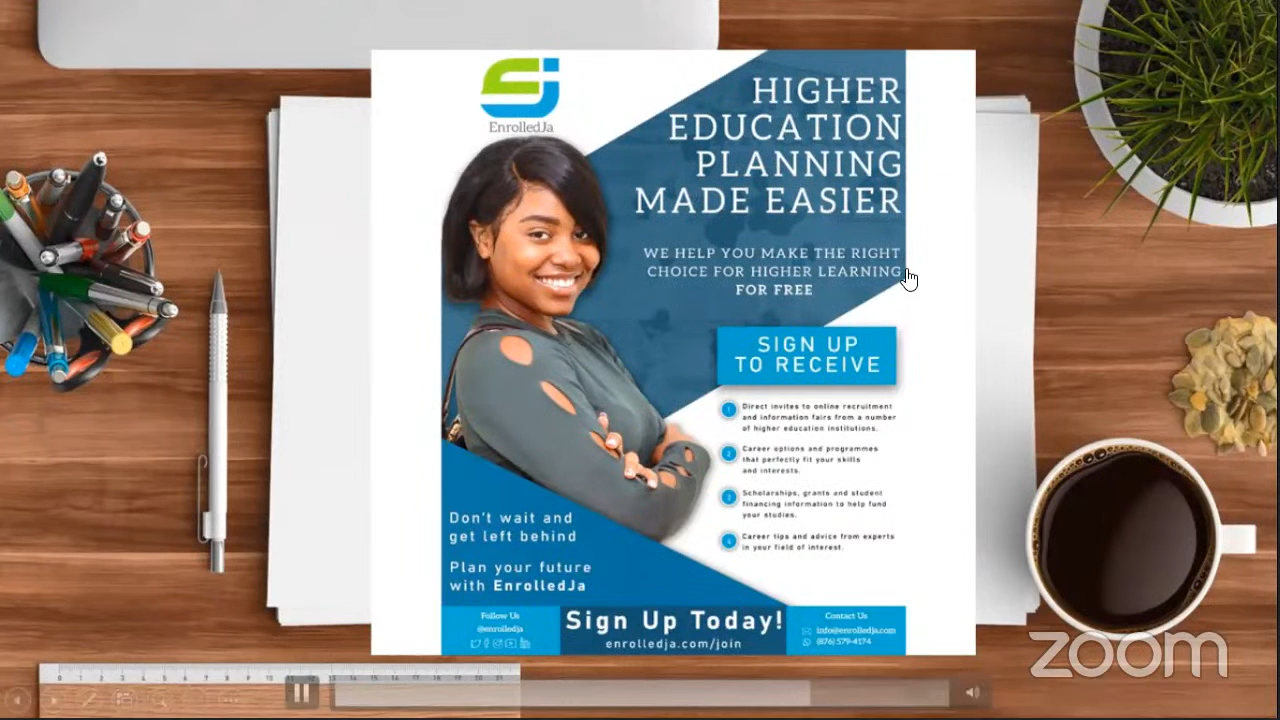 EnrolledJa
HIGHER
EDUCATION
PLANNING
MADE EASIER
WE HELP YOU MAKE THE RIGHT
CHOICE FOR HIGHER LEARNING
FOR FREE
SIGN UP
TO RECEIVE
1 Direct invites to online recruitment
and information fairs from a number
of higher education institutions.
2 Career options and programmes
that perfectly fit your skills
and interests.
3 Scholarships, grants and student
financing information to help fund
your studies.
4 Career tips and advice from experts
in your field of interest.
Don't wait and
get left behind
Plan your future
with EnrolledJa
Follow Us
@enrolledja
Sign Up Today!
enrolledja.com/join
Contact Us
info@enrolledja.com
(876) 579-4174
zoom